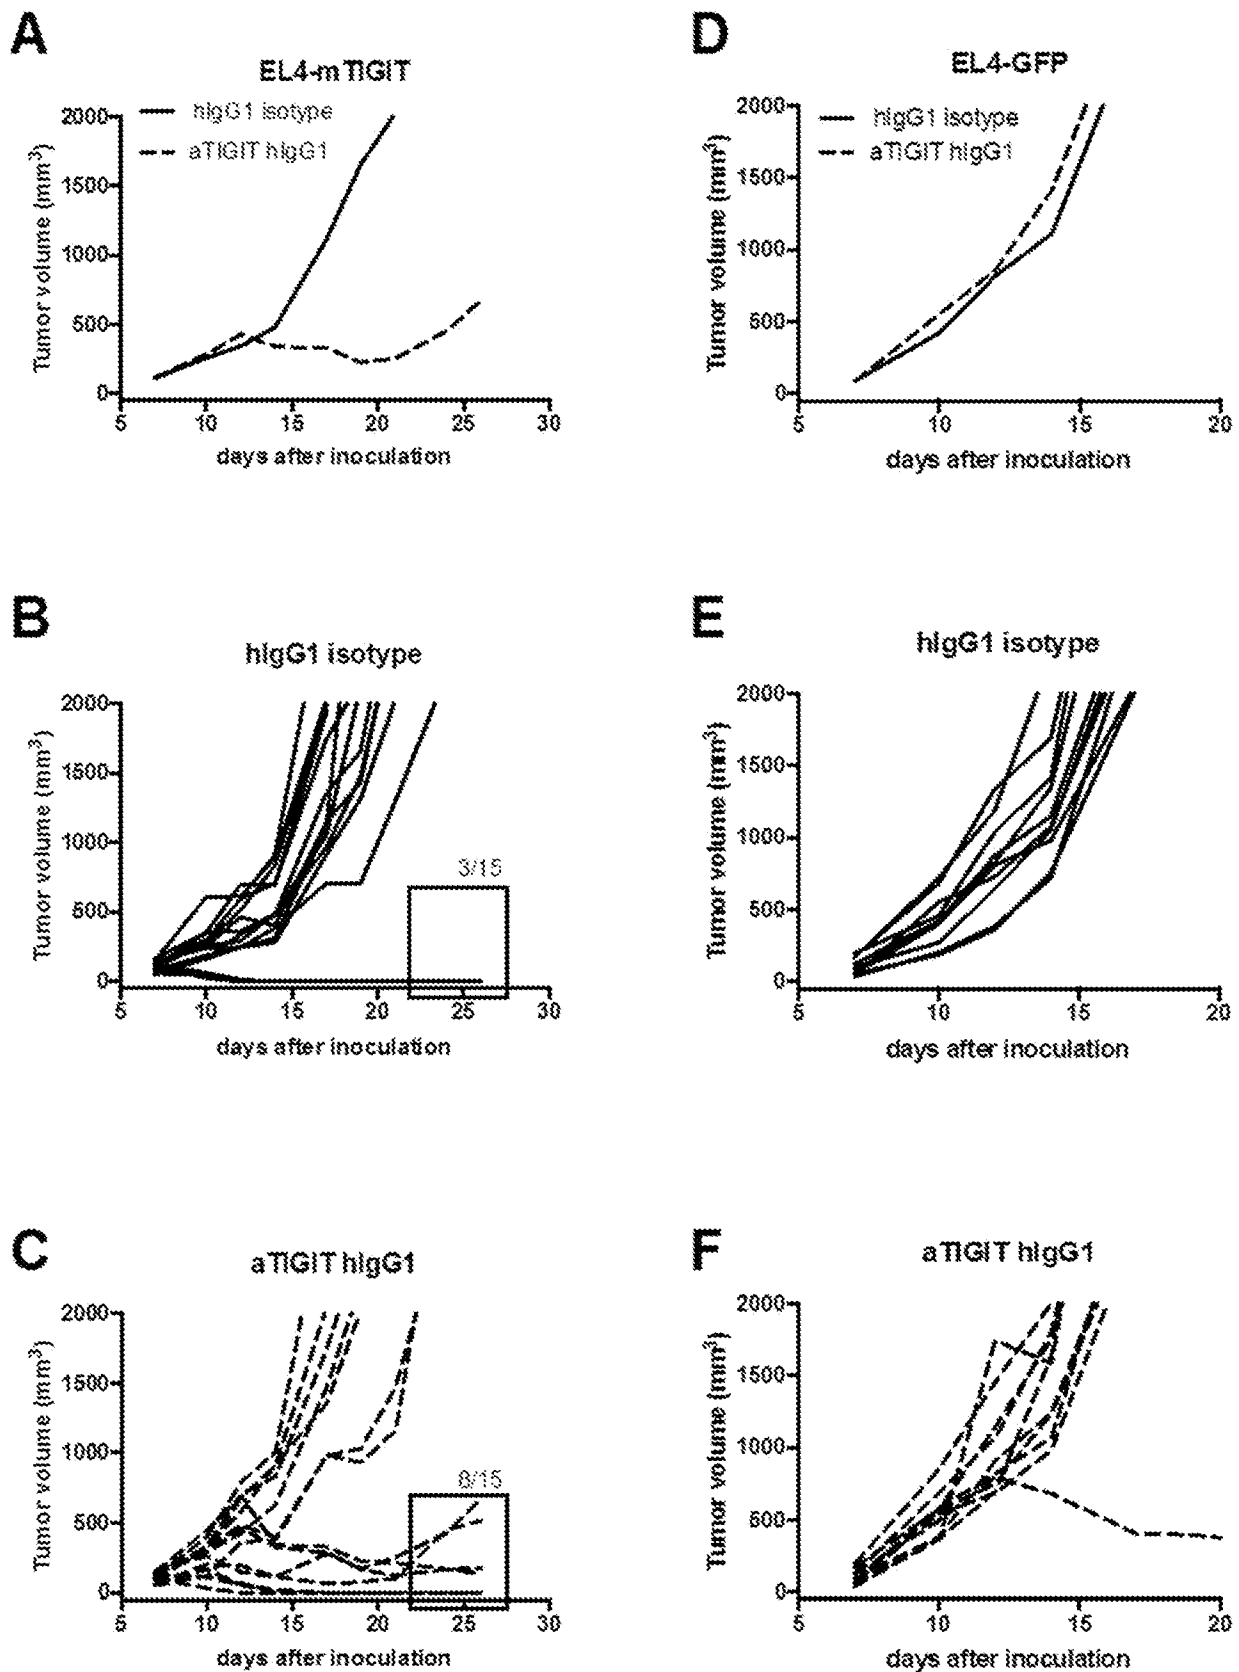 A
EL4-mTIGIT
hIgG1 isotype
aTIGIT hIgG1
Tumor volume (mm³)
2000
1500
1000
500
0
5 10 15 20 25 30
days after inoculation
D
EL4-GFP
hIgG1 isotype
aTIGIT hIgG1
Tumor volume (mm³)
2000
1500
1000
500
0
5 10 15 20
days after inoculation
B
hIgG1 isotype
Tumor volume (mm³)
2000
1500
1000
500
0
3/15
5 10 15 20 25 30
days after inoculation
E
hIgG1 isotype
Tumor volume (mm³)
2000
1500
1000
500
0
5 10 15 20
days after inoculation
C
aTIGIT hIgG1
Tumor volume (mm³)
2000
1500
1000
500
0
8/15
5 10 15 20 25 30
days after inoculation
F
aTIGIT hIgG1
Tumor volume (mm³)
2000
1500
1000
500
0
5 10 15 20
days after inoculation